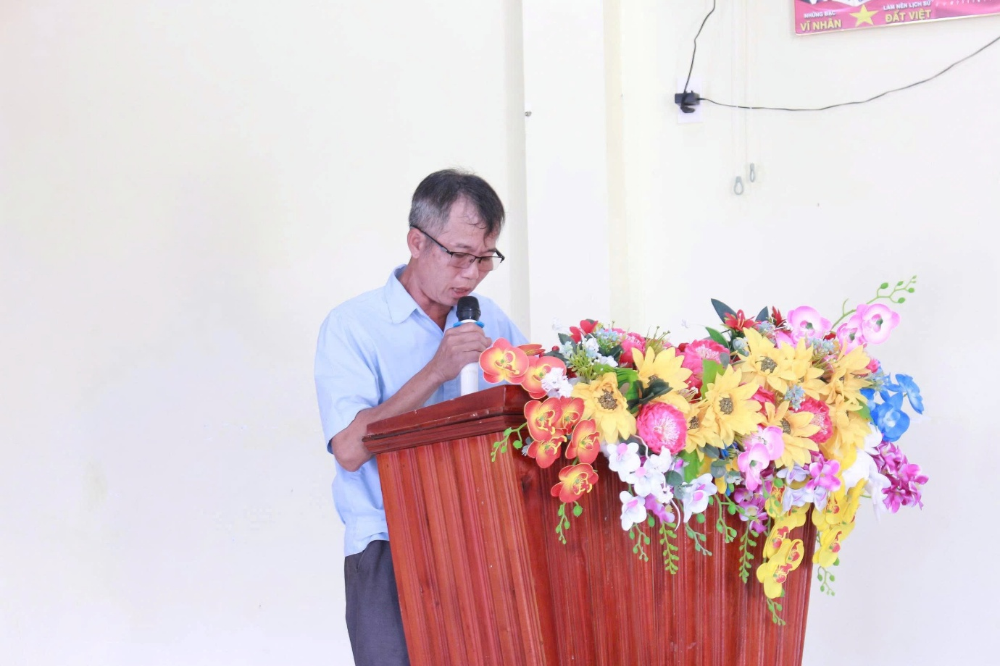 NHỮNG BẬC
VĨ NHÂN
LÀM NÊN LỊCH SỬ
ĐẤT VIỆT